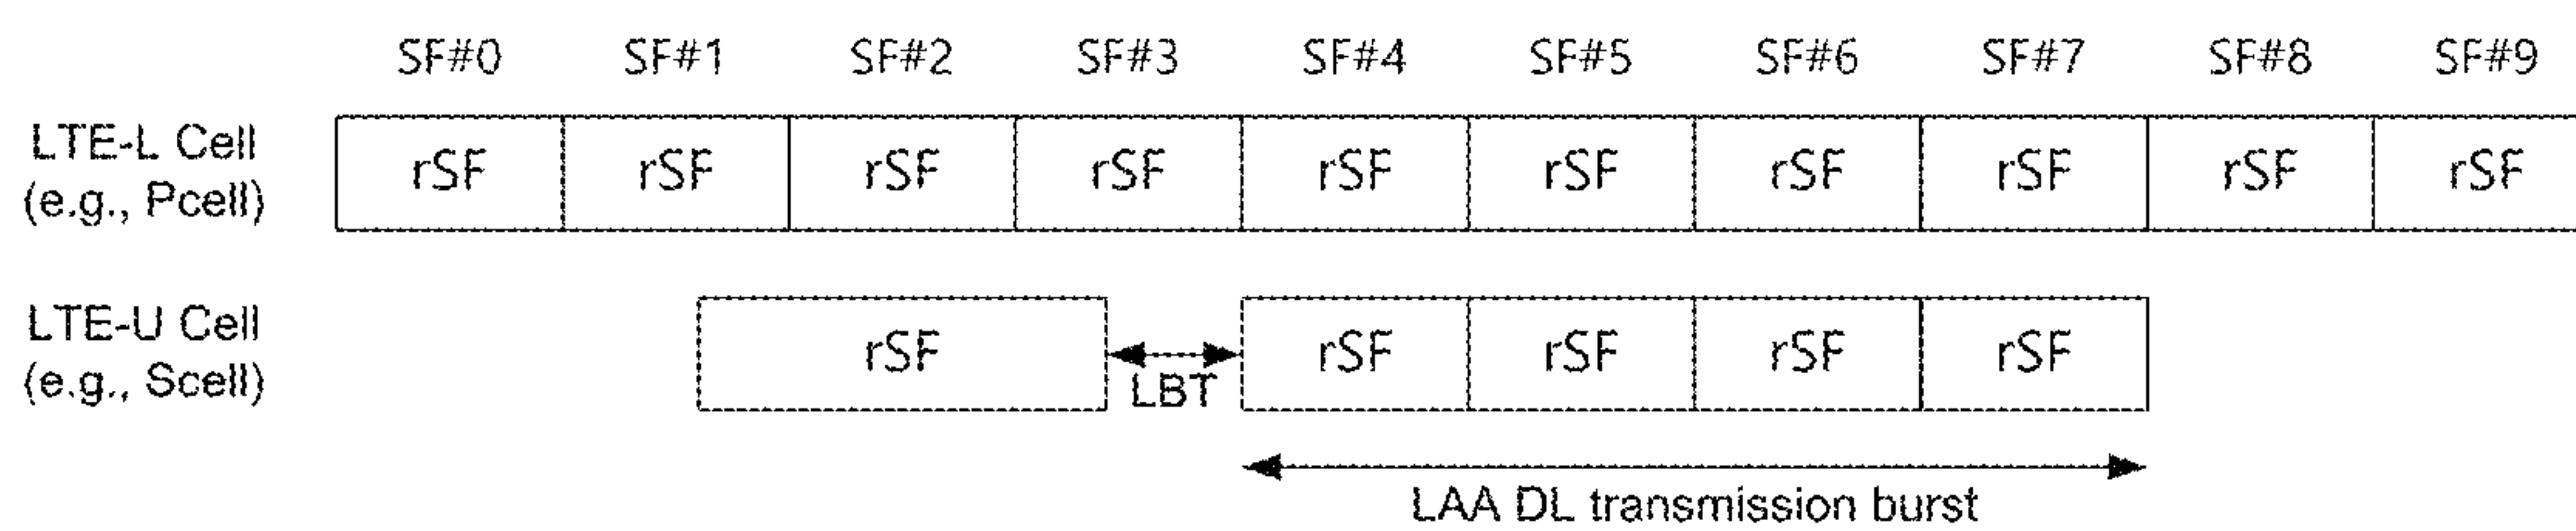 SF#0 SF#1 SF#2 SF#3 SF#4 SF#5 SF#6 SF#7 SF#8 SF#9
LTE-L Cell
(e.g., Pcell)
rSF rSF rSF rSF rSF rSF rSF rSF rSF rSF
LTE-U Cell
(e.g., Scell)
rSF rSF rSF rSF rSF
LBT
LAA DL transmission burst